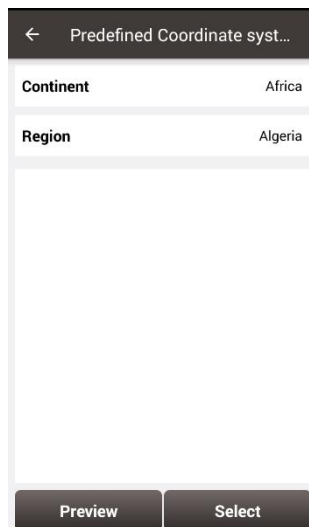 ← Predefined Coordinate syst...
Continent Africa
Region Algeria
Preview Select